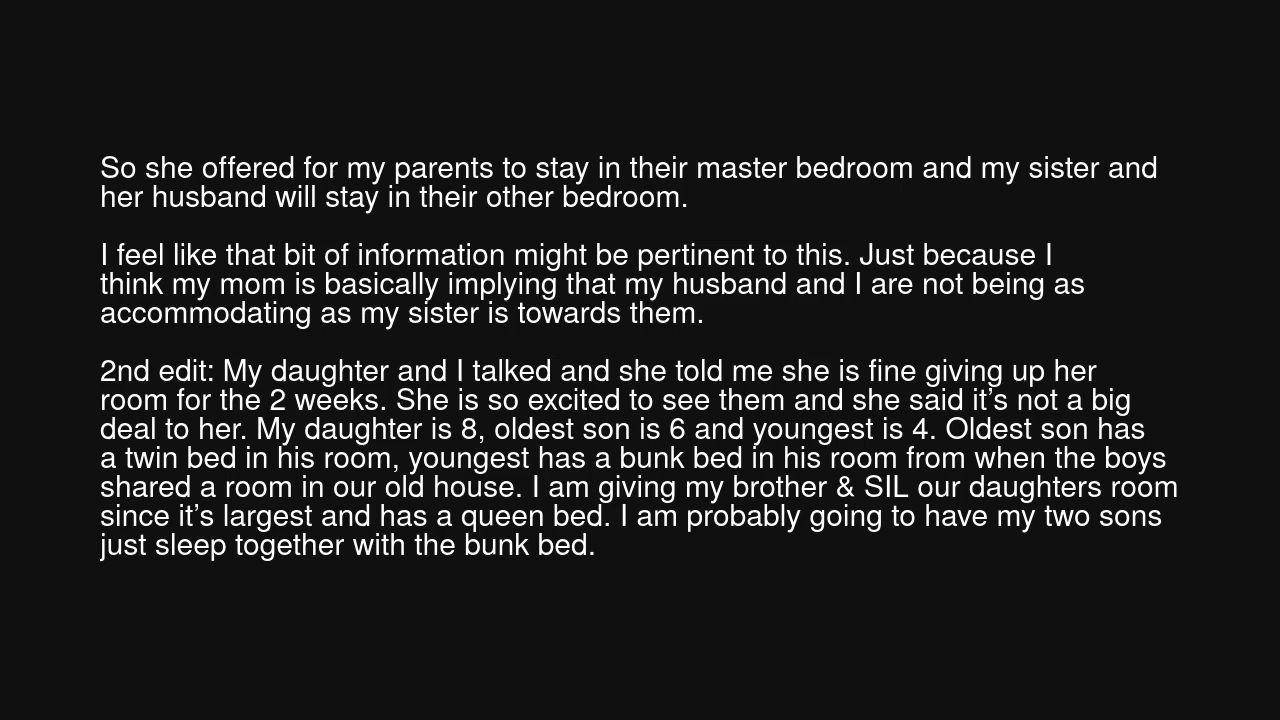 So she offered for my parents to stay in their master bedroom and my sister and
her husband will stay in their other bedroom.
I feel like that bit of information might be pertinent to this. Just because I
think my mom is basically implying that my husband and I are not being as
accommodating as my sister is towards them.
2nd edit: My daughter and I talked and she told me she is fine giving up her
room for the 2 weeks. She is so excited to see them and she said it’s not a big
deal to her. My daughter is 8, oldest son is 6 and youngest is 4. Oldest son has
a twin bed in his room, youngest has a bunk bed in his room from when the boys
shared a room in our old house. I am giving my brother & SIL our daughters room
since it’s largest and has a queen bed. I am probably going to have my two sons
just sleep together with the bunk bed.